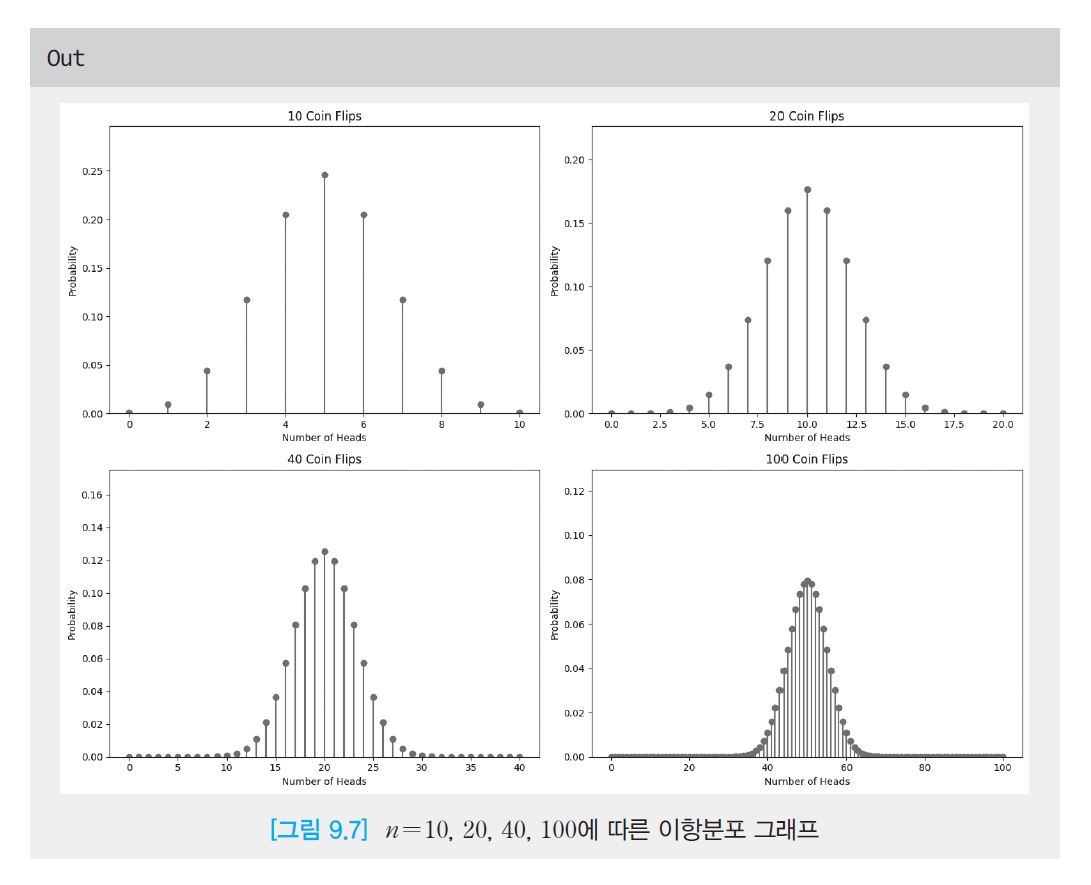 Out
10 Coin Flips
0.25
0.20
0.15
0.10
0.05
0.00
Probability
0 2 4 6 8 10
Number of Heads
20 Coin Flips
0.20
0.15
0.10
0.05
0.00
Probability
0.0 2.5 5.0 7.5 10.0 12.5 15.0 17.5 20.0
Number of Heads
40 Coin Flips
0.16
0.14
0.12
0.10
0.08
0.06
0.04
0.02
0.00
Probability
0 5 10 15 20 25 30 35 40
Number of Heads
100 Coin Flips
0.12
0.10
0.08
0.06
0.04
0.02
0.00
Probability
0 20 40 60 80 100
Number of Heads
[그림 9.7] n=10, 20, 40, 100에 따른 이항분포 그래프